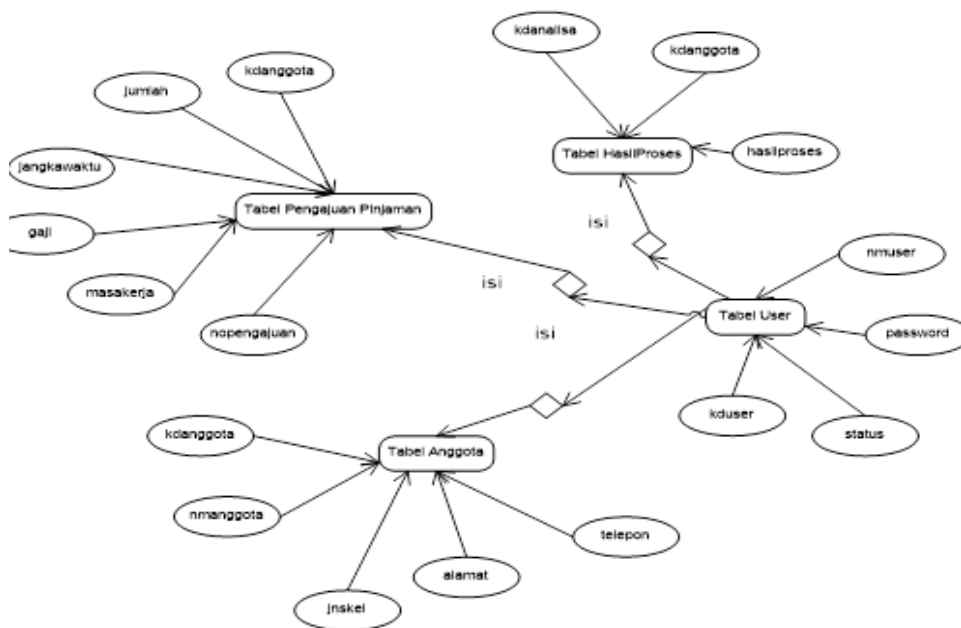 kdanalisa
kdanggota
kdanggota
jumlah
Tabel HasilProses
hasilproses
jangkawaktu
Tabel Pengajuan Pinjaman
gaji
isi
nmuser
masakerja
isi
Tabel User
nopengajuan
isi
password
kduser
kdanggota
status
Tabel Anggota
nmanggota
telepon
alamat
jnskel